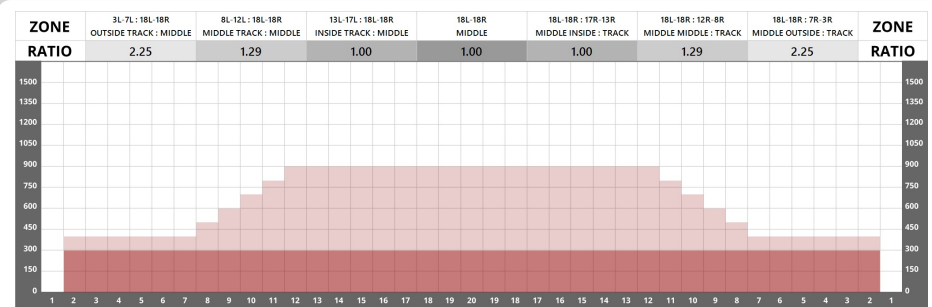 ZONE
3L-7L : 18L-18R
OUTSIDE TRACK : MIDDLE
8L-12L : 18L-18R
MIDDLE TRACK : MIDDLE
13L-17L : 18L-18R
INSIDE TRACK : MIDDLE
18L-18R
MIDDLE
18L-18R : 17R-13R
MIDDLE INSIDE : TRACK
18L-18R : 12R-8R
MIDDLE MIDDLE : TRACK
18L-18R : 7R-3R
MIDDLE OUTSIDE : TRACK
ZONE
RATIO 2.25 1.29 1.00 1.00 1.00 1.29 2.25 RATIO
1500 1500
1350 1350
1200 1200
1050 1050
900 900
750 750
600 600
450 450
300 300
150 150
0 0
1 2 3 4 5 6 7 8 9 10 11 12 13 14 15 16 17 18 19 20 19 18 17 16 15 14 13 12 11 10 9 8 7 6 5 4 3 2 1